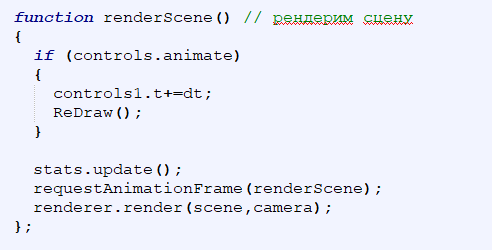 function renderScene() // рендерим сцену
{
if (controls.animate)
{
controls1.t+=dt;
ReDraw();
}
stats.update();
requestAnimationFrame(renderScene);
renderer.render(scene,camera);
};